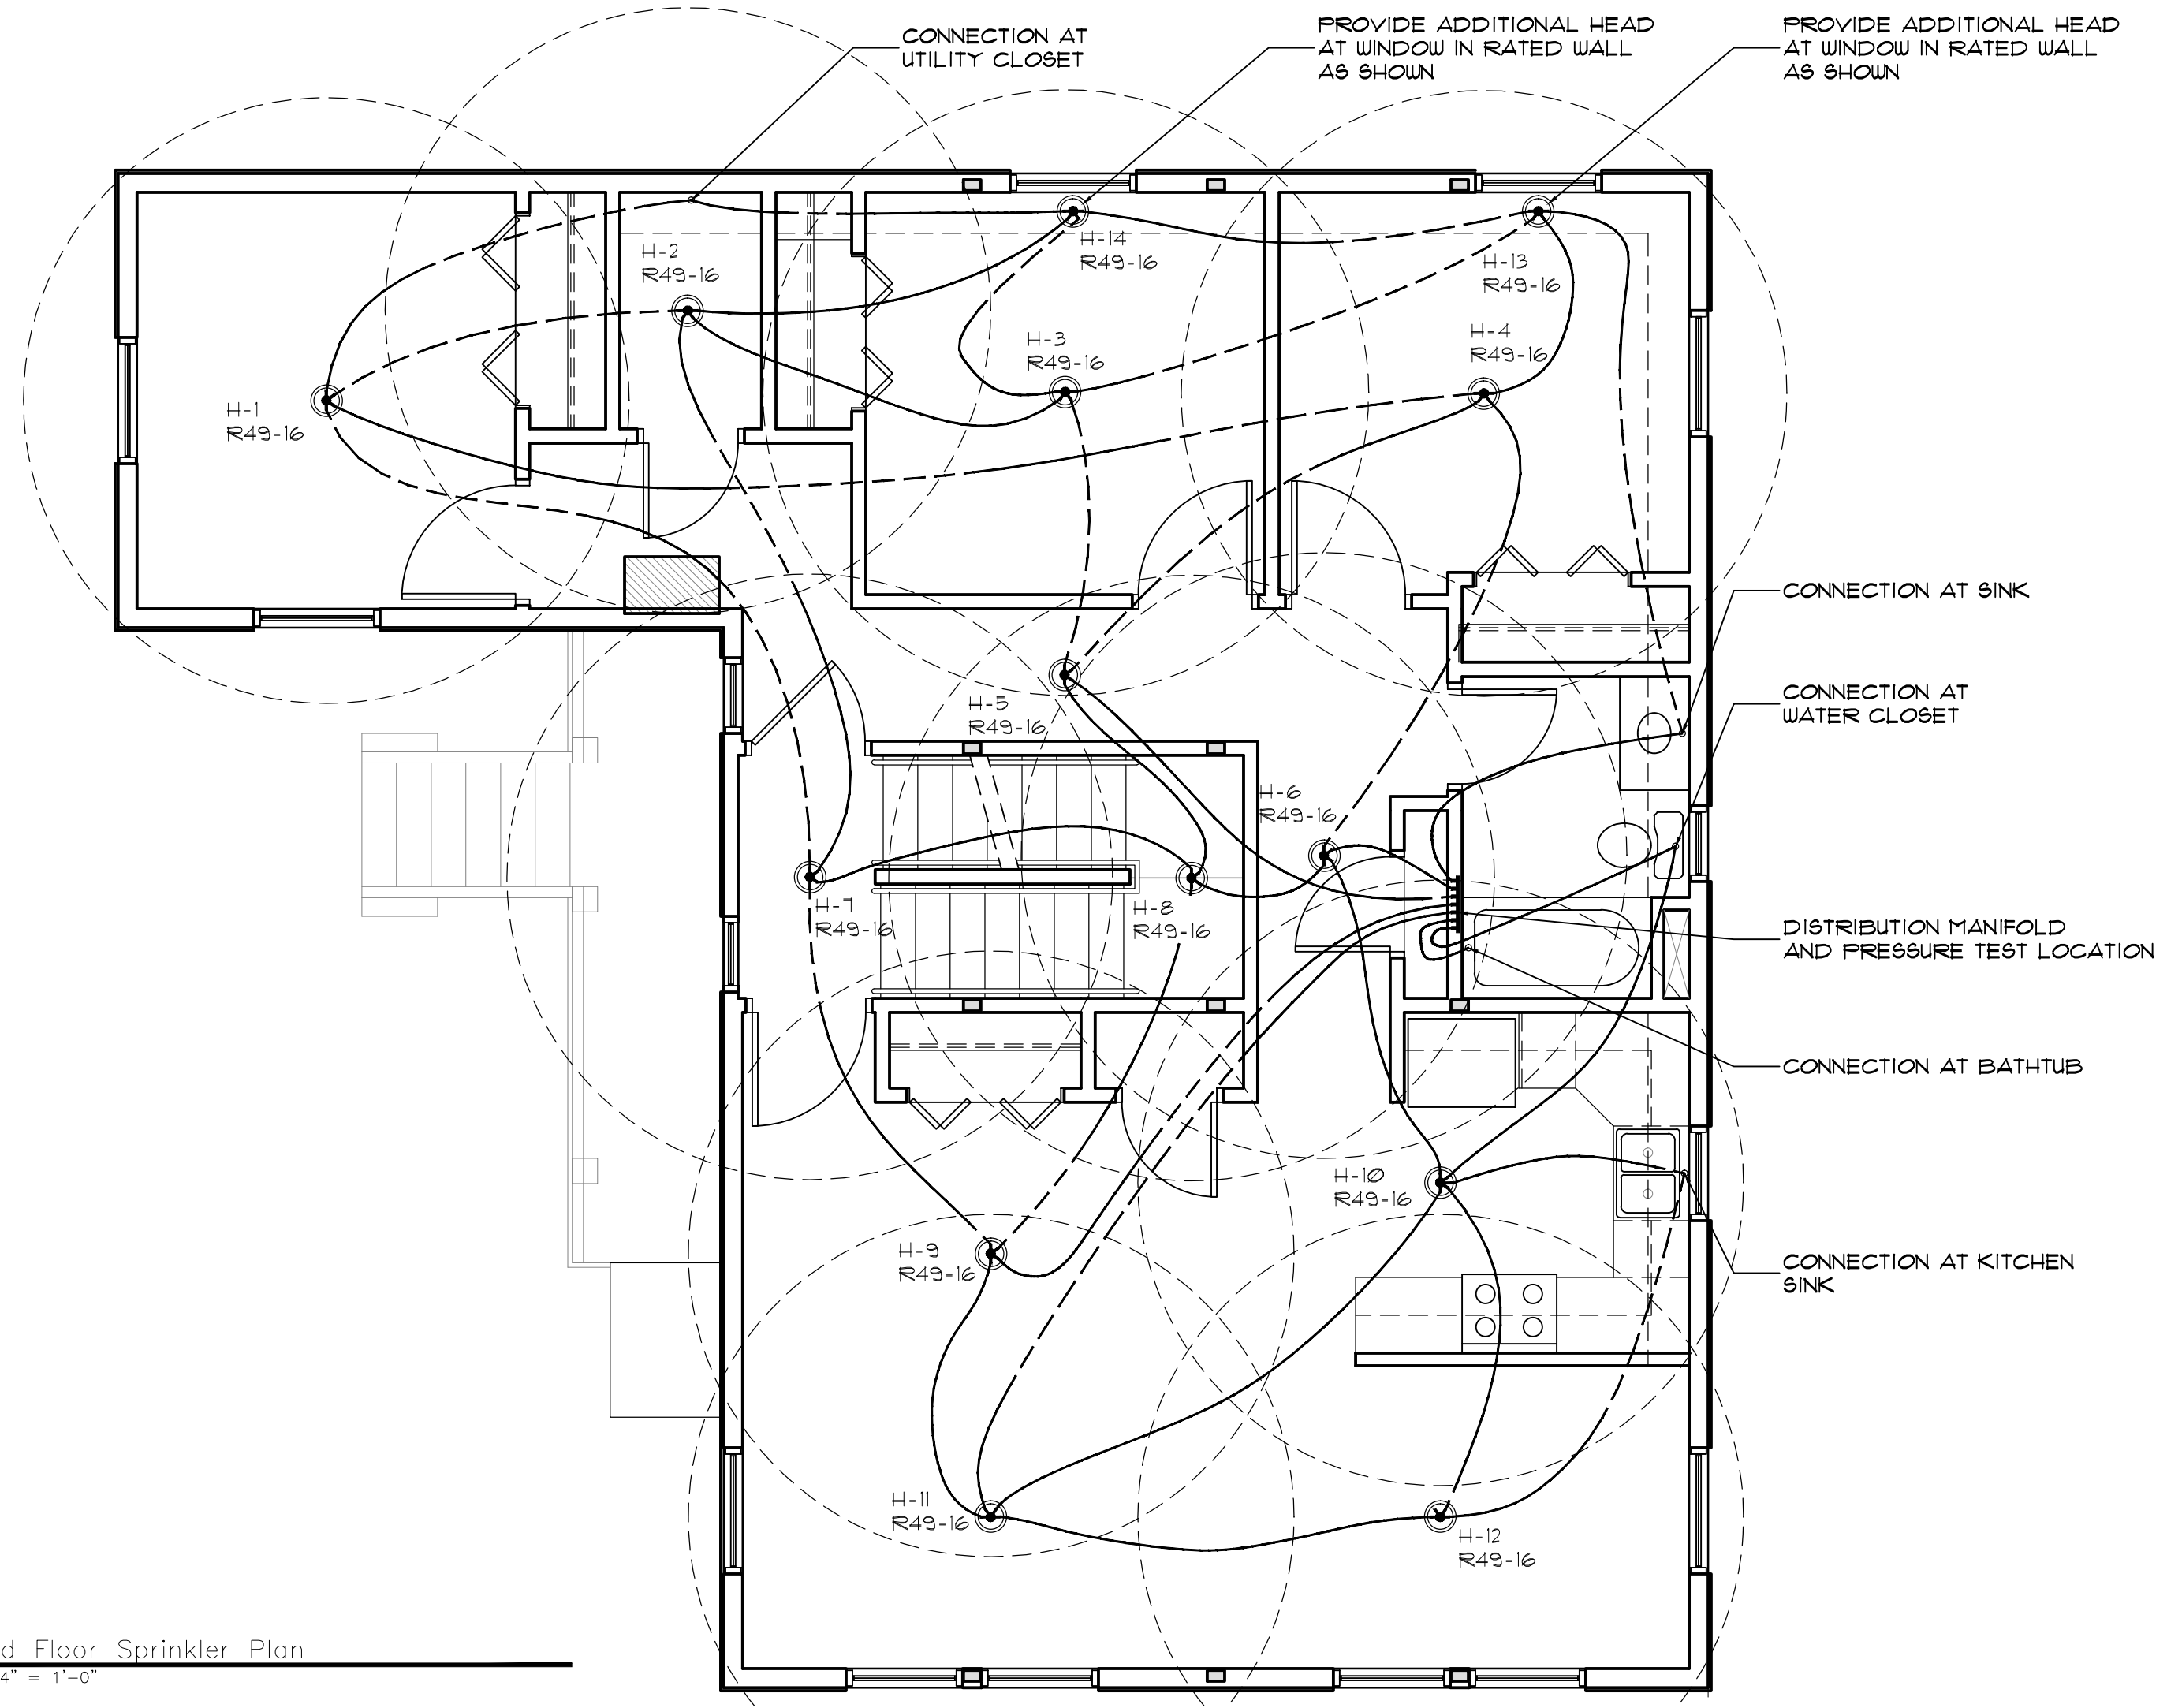 CONNECTION AT
UTILITY CLOSET
PROVIDE ADDITIONAL HEAD
AT WINDOW IN RATED WALL
AS SHOWN
PROVIDE ADDITIONAL HEAD
AT WINDOW IN RATED WALL
AS SHOWN
H-2
R49-16
H-14
R49-16
H-13
R49-16
H-3
R49-16
H-4
R49-16
H-1
R49-16
CONNECTION AT SINK
CONNECTION AT
WATER CLOSET
H-5
R49-16
H-6
R49-16
H-7
R49-16
H-8
R49-16
DISTRIBUTION MANIFOLD
AND PRESSURE TEST LOCATION
CONNECTION AT BATHTUB
H-10
R49-16
H-9
R49-16
CONNECTION AT KITCHEN
SINK
H-11
R49-16
H-12
R49-16
d Floor Sprinkler Plan
4" = 1'-0"